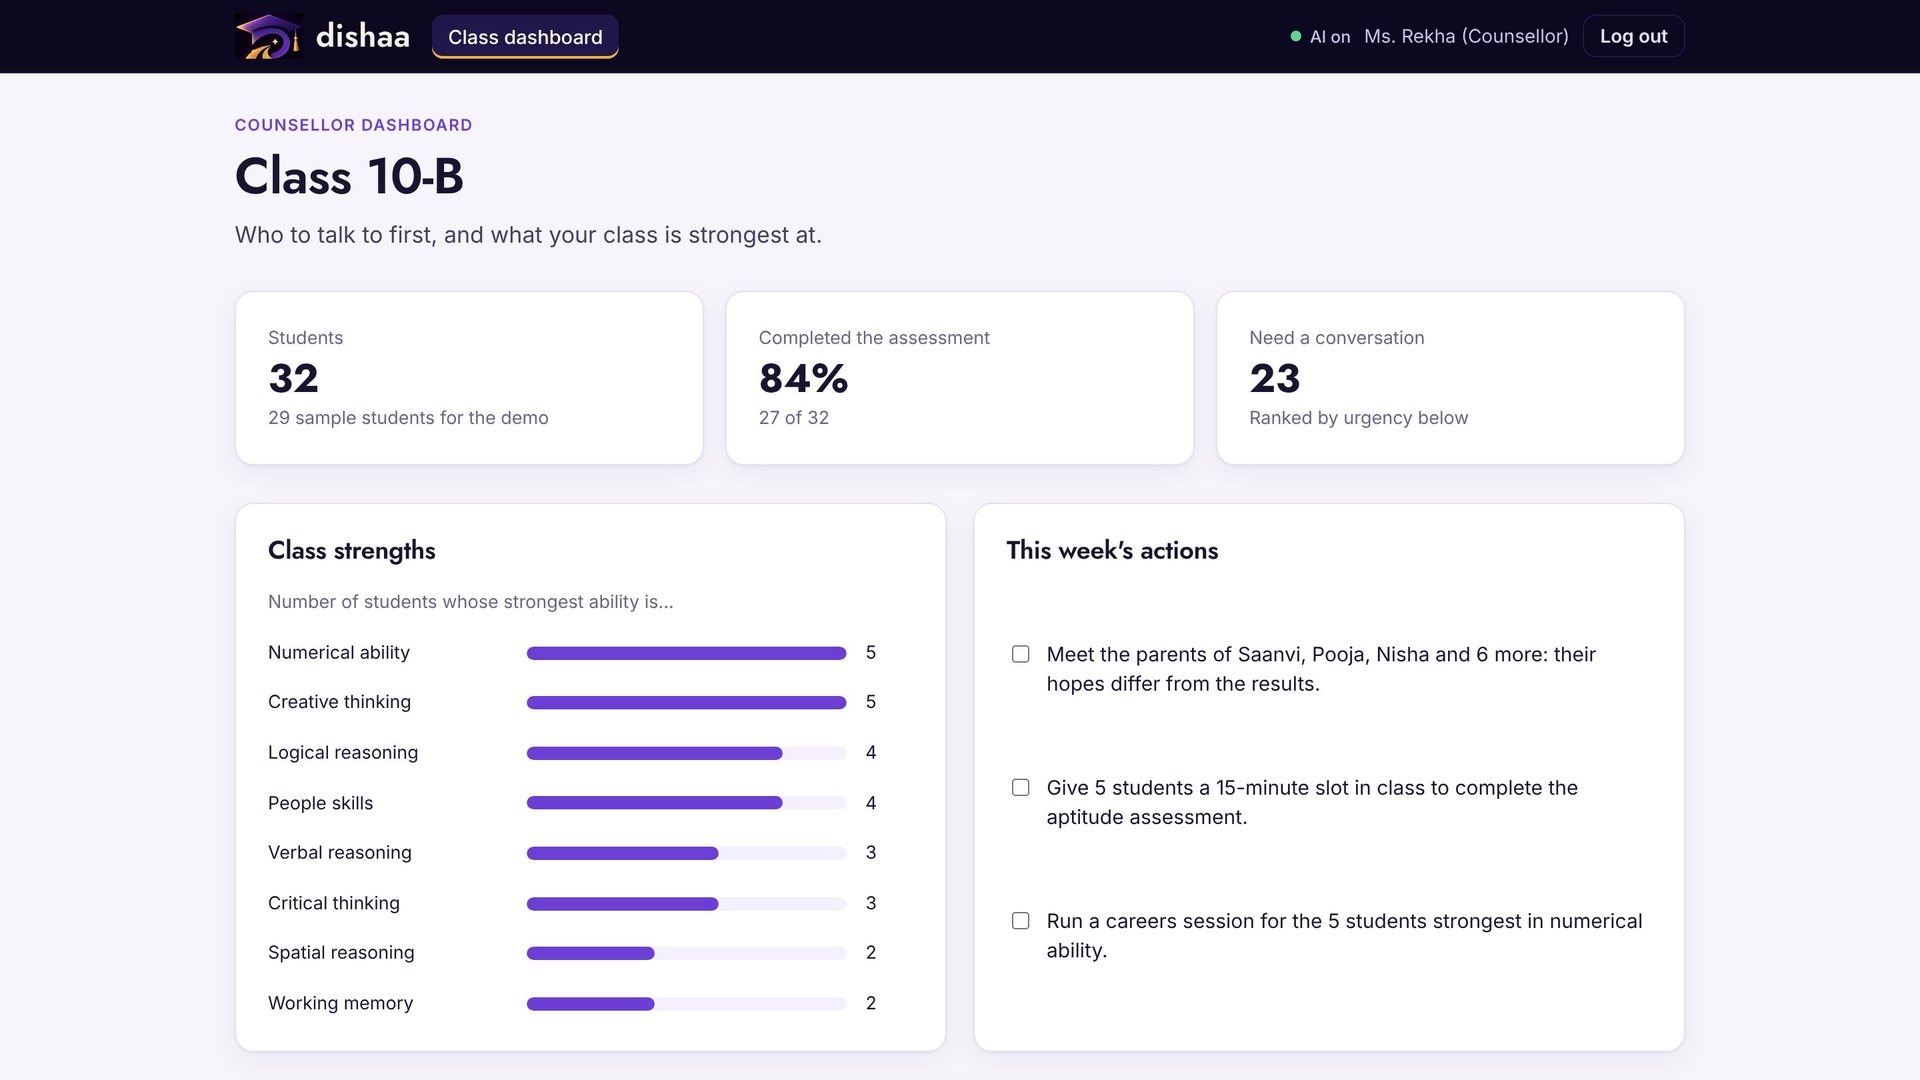 dishaa
Class dashboard
AI on
Ms. Rekha (Counsellor)
Log out
COUNSELLOR DASHBOARD
Class 10-B
Who to talk to first, and what your class is strongest at.
Students
32
29 sample students for the demo
Completed the assessment
84%
27 of 32
Need a conversation
23
Ranked by urgency below
Class strengths
Number of students whose strongest ability is...
Numerical ability 5
Creative thinking 5
Logical reasoning 4
People skills 4
Verbal reasoning 3
Critical thinking 3
Spatial reasoning 2
Working memory 2
This week's actions
Meet the parents of Saanvi, Pooja, Nisha and 6 more: their
hopes differ from the results.
Give 5 students a 15-minute slot in class to complete the
aptitude assessment.
Run a careers session for the 5 students strongest in numerical
ability.